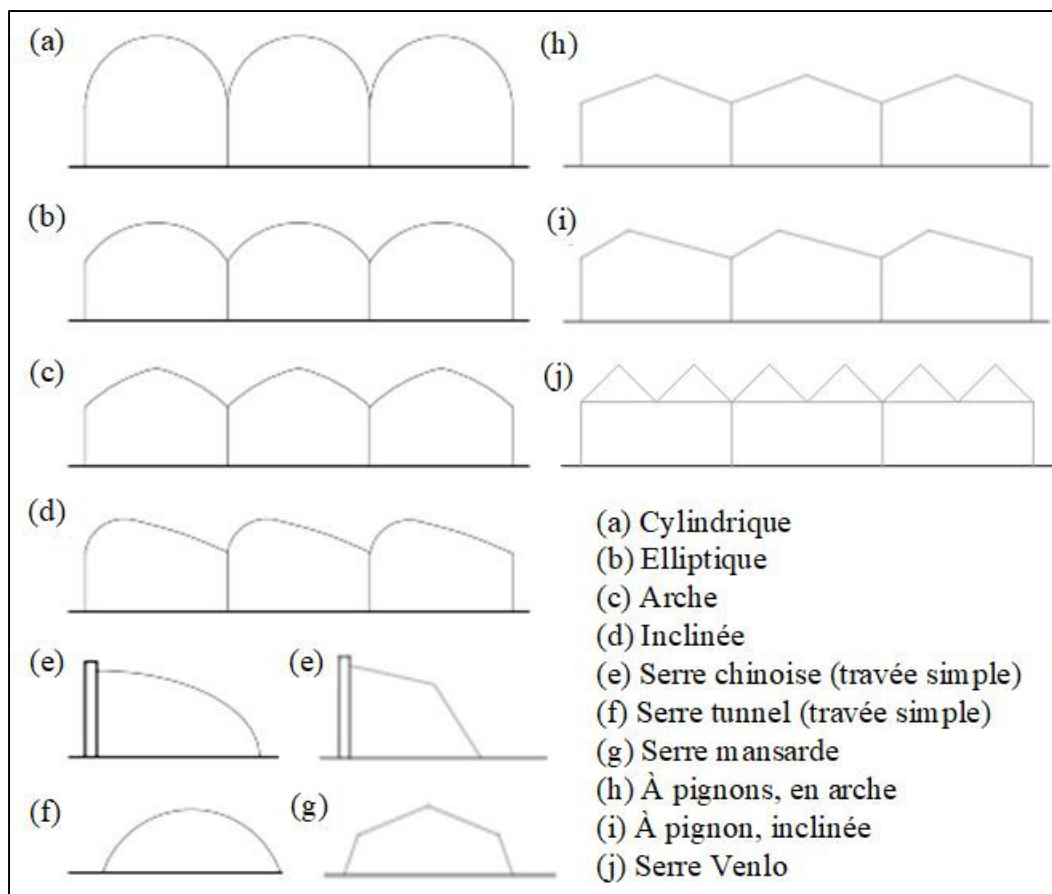 (a)
(b)
(c)
(d)
(e)
(e)
(f)
(g)
(h)
(i)
(j)
(a) Cylindrique
(b) Elliptique
(c) Arche
(d) Inclinée
(e) Serre chinoise (travée simple)
(f) Serre tunnel (travée simple)
(g) Serre mansarde
(h) À pignons, en arche
(i) À pignon, inclinée
(j) Serre Venlo